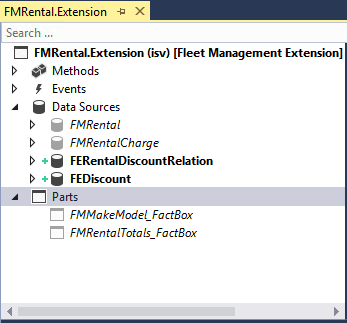 FMRental.Extension
Search ...
FMRental.Extension (isv) [Fleet Management Extension]
Methods
Events
Data Sources
FMRental
FMRentalCharge
FERentalDiscountRelation
FEDiscount
Parts
FMMakeModel_FactBox
FMRentalTotals_FactBox